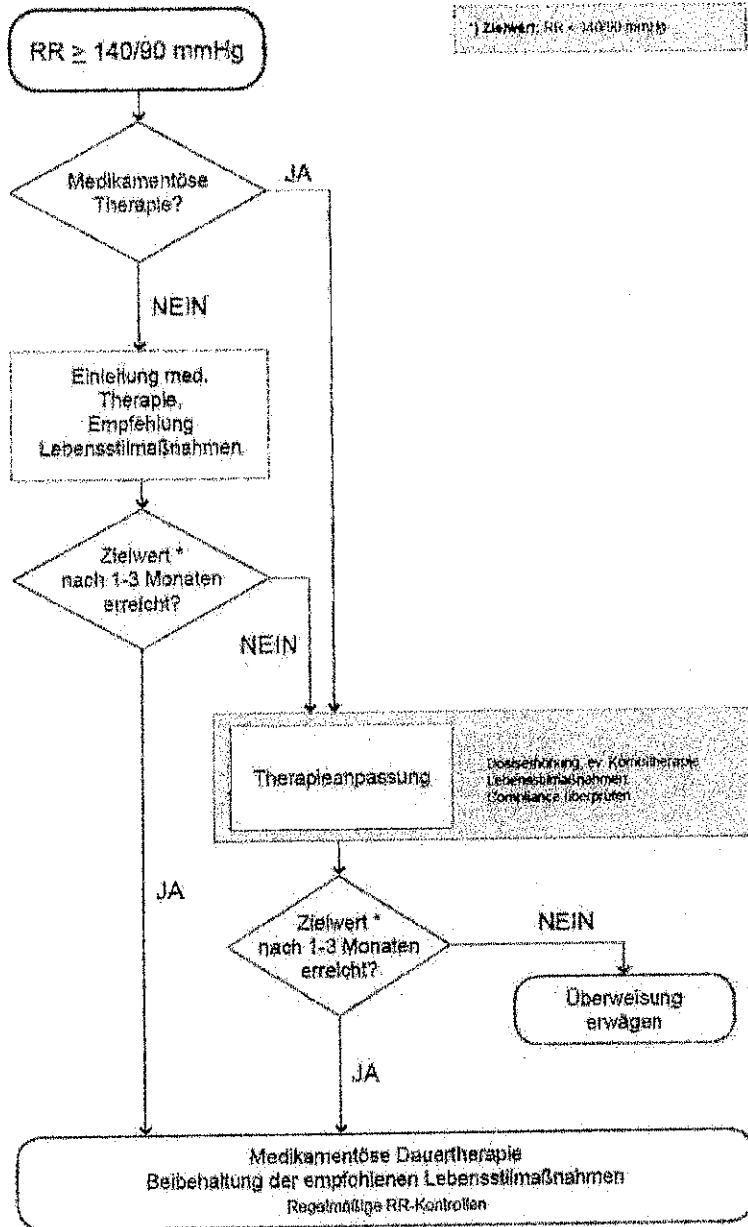 RR ≥ 140/90 mmHg
*) Zielwert: RR < 140/90 mmHg
Medikamentöse
Therapie?
JA
NEIN
Einleitung med.
Therapie,
Empfehlung
Lebensstilmaßnahmen
Zielwert *
nach 1-3 Monaten
erreicht?
NEIN
Therapieanpassung
Dosiserhöhung, ev. Kombitherapie
Lebensstilmaßnahmen
Compliance überprüfen
JA
Zielwert *
nach 1-3 Monaten
erreicht?
NEIN
Überweisung
erwägen
JA
Medikamentöse Dauertherapie
Beibehaltung der empfohlenen Lebensstilmaßnahmen
Regelmäßige RR-Kontrollen